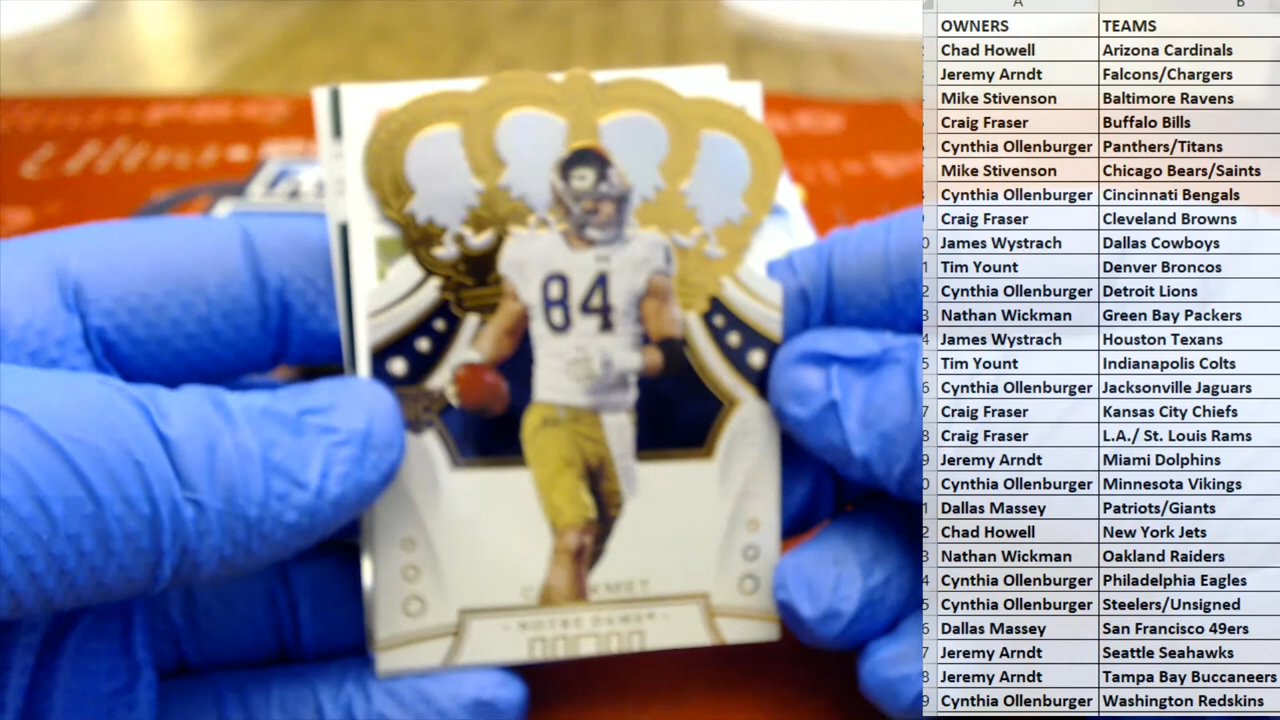 84
NOTRE DAME
A B
OWNERS TEAMS
Chad Howell Arizona Cardinals
Jeremy Arndt Falcons/Chargers
Mike Stivenson Baltimore Ravens
Craig Fraser Buffalo Bills
Cynthia Ollenburger Panthers/Titans
Mike Stivenson Chicago Bears/Saints
Cynthia Ollenburger Cincinnati Bengals
Craig Fraser Cleveland Browns
James Wystrach Dallas Cowboys
Tim Yount Denver Broncos
Cynthia Ollenburger Detroit Lions
Nathan Wickman Green Bay Packers
James Wystrach Houston Texans
Tim Yount Indianapolis Colts
Cynthia Ollenburger Jacksonville Jaguars
Craig Fraser Kansas City Chiefs
Craig Fraser L.A./ St. Louis Rams
Jeremy Arndt Miami Dolphins
Cynthia Ollenburger Minnesota Vikings
Dallas Massey Patriots/Giants
Chad Howell New York Jets
Nathan Wickman Oakland Raiders
Cynthia Ollenburger Philadelphia Eagles
Cynthia Ollenburger Steelers/Unsigned
Dallas Massey San Francisco 49ers
Jeremy Arndt Seattle Seahawks
Jeremy Arndt Tampa Bay Buccaneers
Cynthia Ollenburger Washington Redskins